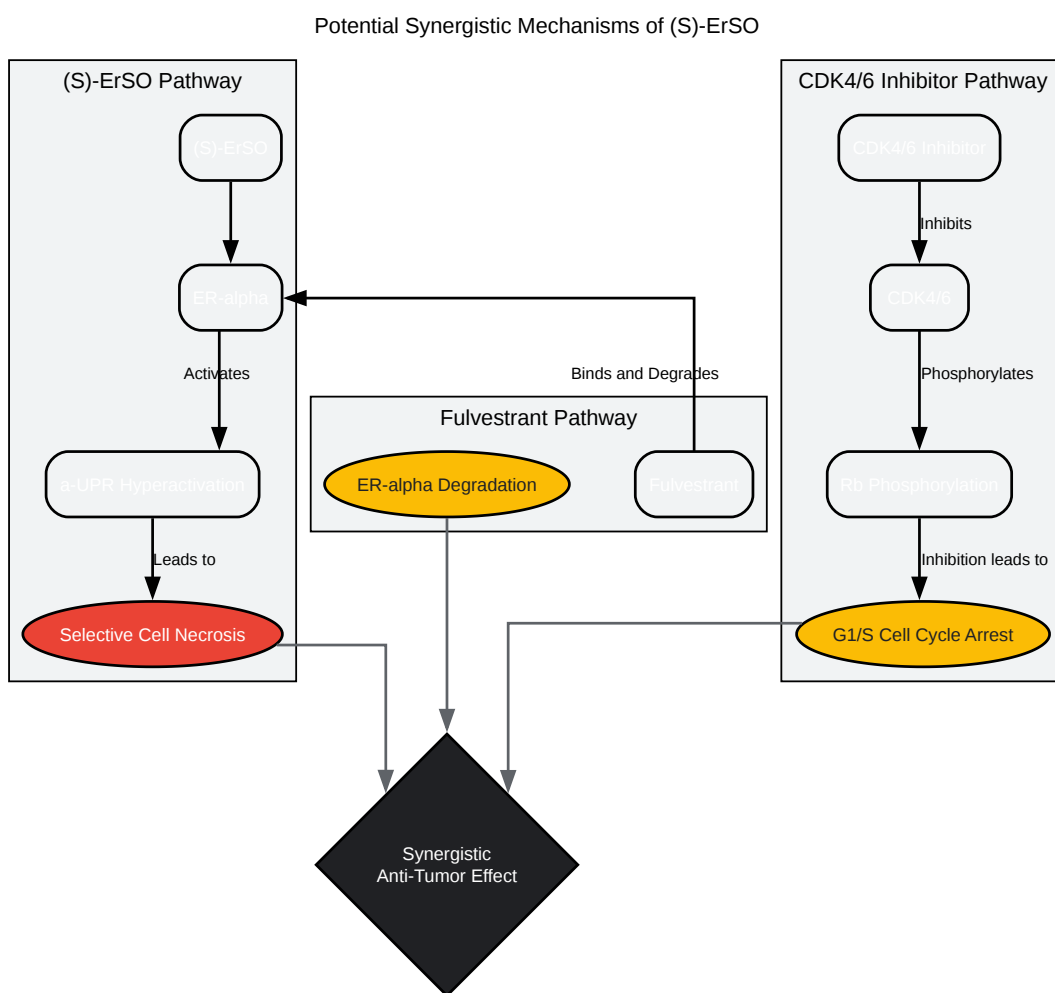 Potential Synergistic Mechanisms of (S)-ErSO
(S)-ErSO Pathway
(S)-ErSO
ER-alpha
Activates
a-UPR Hyperactivation
Leads to
Selective Cell Necrosis
Fulvestrant Pathway
Binds and Degrades
ER-alpha Degradation
Fulvestrant
CDK4/6 Inhibitor Pathway
CDK4/6 Inhibitor
Inhibits
CDK4/6
Phosphorylates
Rb Phosphorylation
Inhibition leads to
G1/S Cell Cycle Arrest
Synergistic
Anti-Tumor Effect